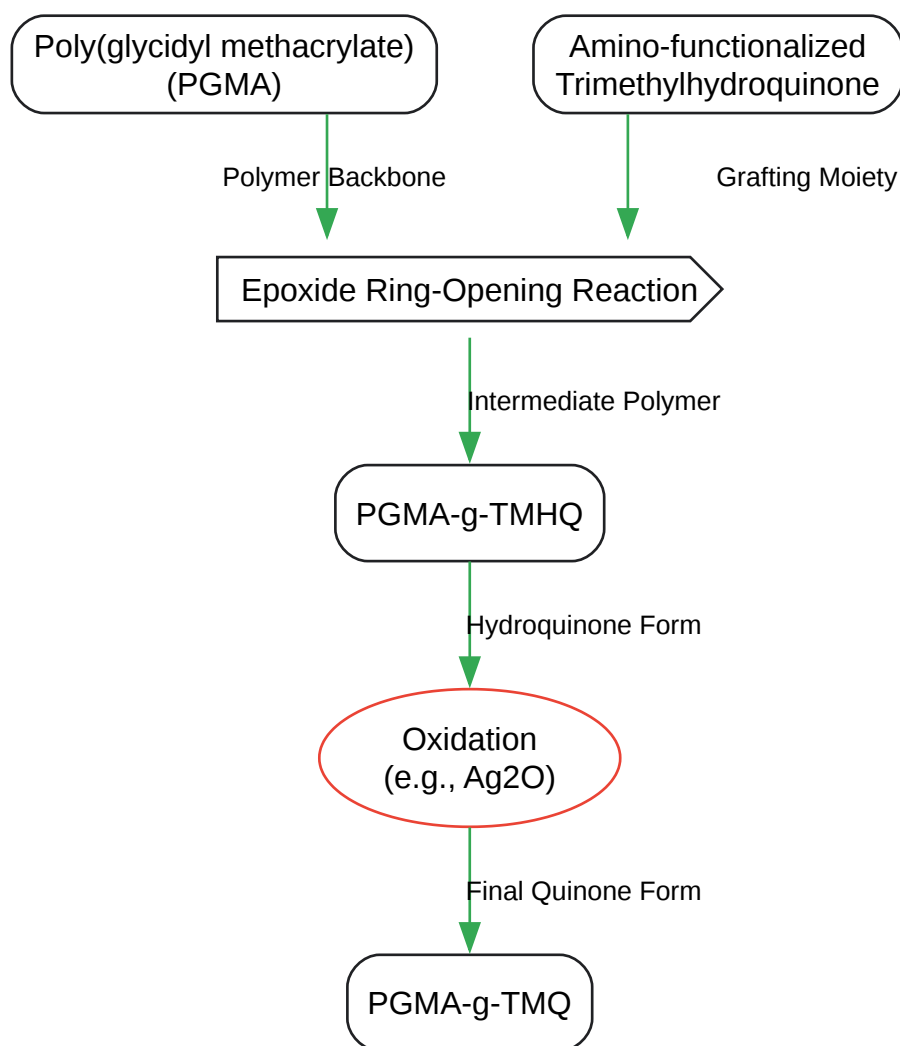 Poly(glycidyl methacrylate)
(PGMA)
Amino-functionalized
Trimethylhydroquinone
Polymer Backbone
Grafting Moiety
Epoxide Ring-Opening Reaction
Intermediate Polymer
PGMA-g-TMHQ
Hydroquinone Form
Oxidation
(e.g., Ag2O)
Final Quinone Form
PGMA-g-TMQ